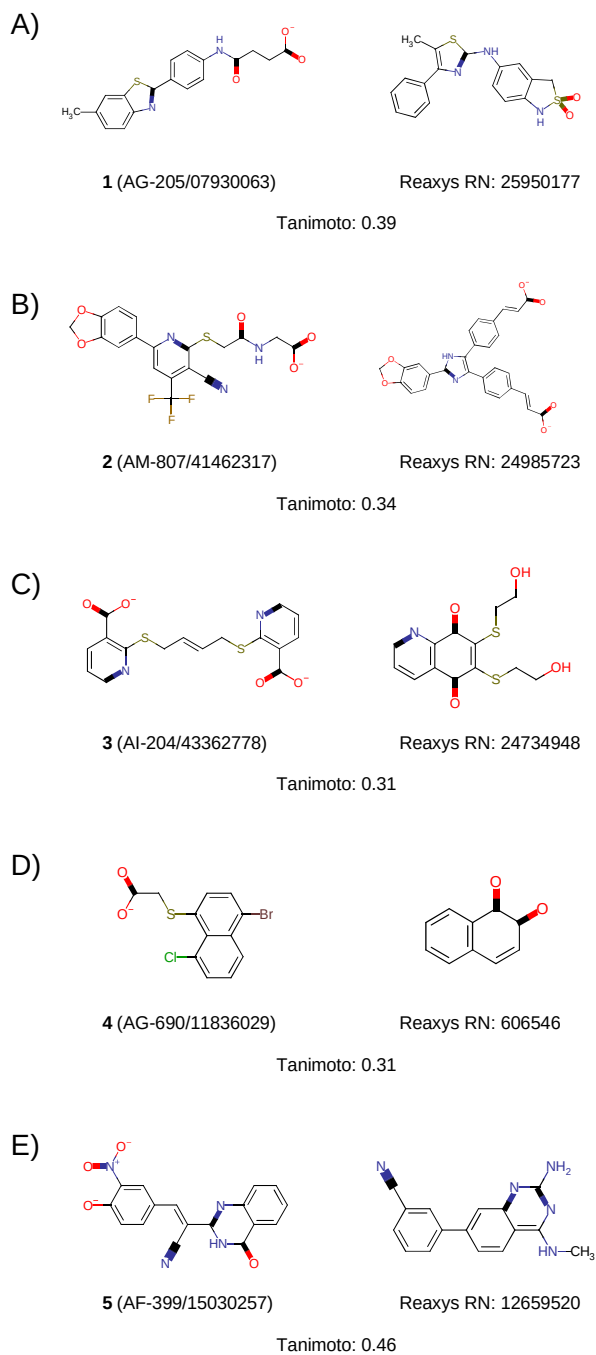 A)
H₃C S N H N O O⁻ O
H₃C S N NH N H S O O
1 (AG-205/07930063) Reaxys RN: 25950177
Tanimoto: 0.39
B)
O O N S O N H O O⁻ N F F F
O⁻ O HN N O O O O⁻
2 (AM-807/41462317) Reaxys RN: 24985723
Tanimoto: 0.34
C)
O O⁻ S N S N O O⁻
OH O N S S OH O
3 (AI-204/43362778) Reaxys RN: 24734948
Tanimoto: 0.31
D)
O O⁻ S Br Cl
O O
4 (AG-690/11836029) Reaxys RN: 606546
Tanimoto: 0.31
E)
O⁻ O N⁺ O⁻ N HN N O
N N NH₂ N HN CH₃
5 (AF-399/15030257) Reaxys RN: 12659520
Tanimoto: 0.46